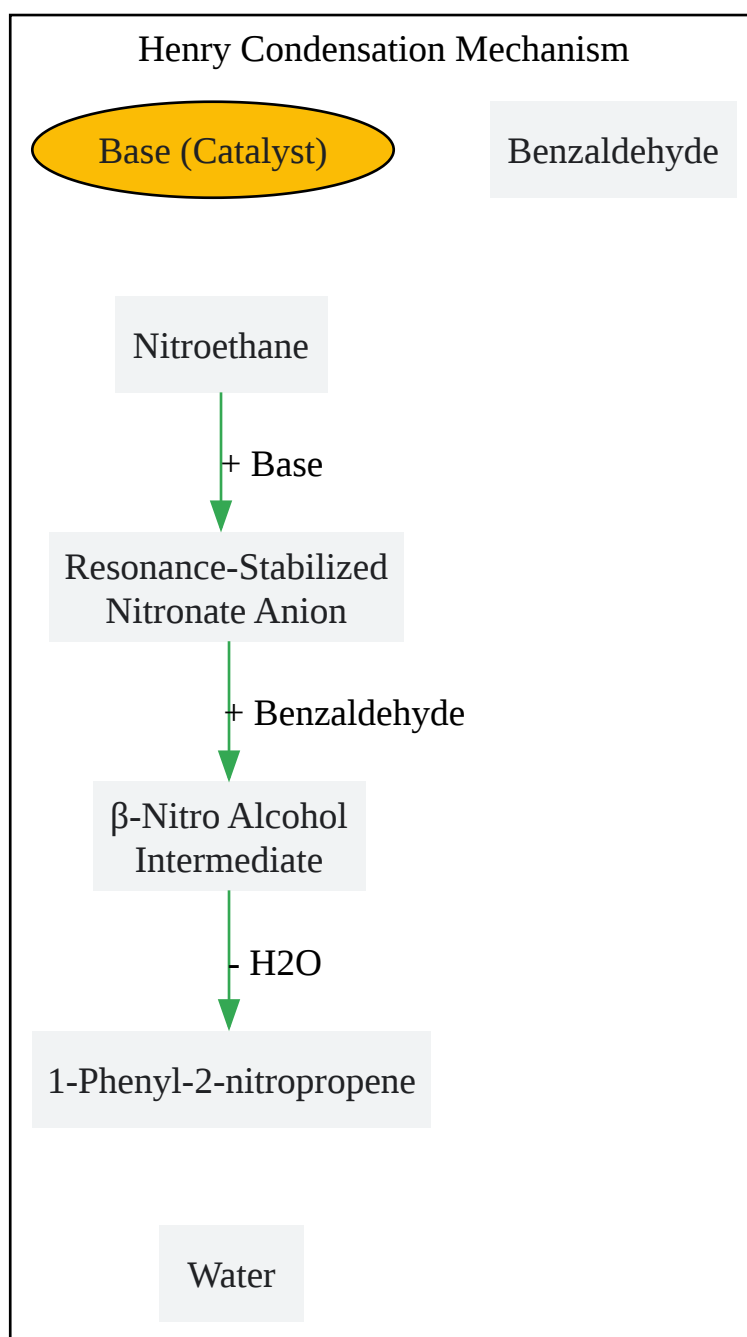 Henry Condensation Mechanism
Base (Catalyst)
Benzaldehyde
Nitroethane
+ Base
Resonance-Stabilized
Nitronate Anion
+ Benzaldehyde
β-Nitro Alcohol
Intermediate
- H2O
1-Phenyl-2-nitropropene
Water